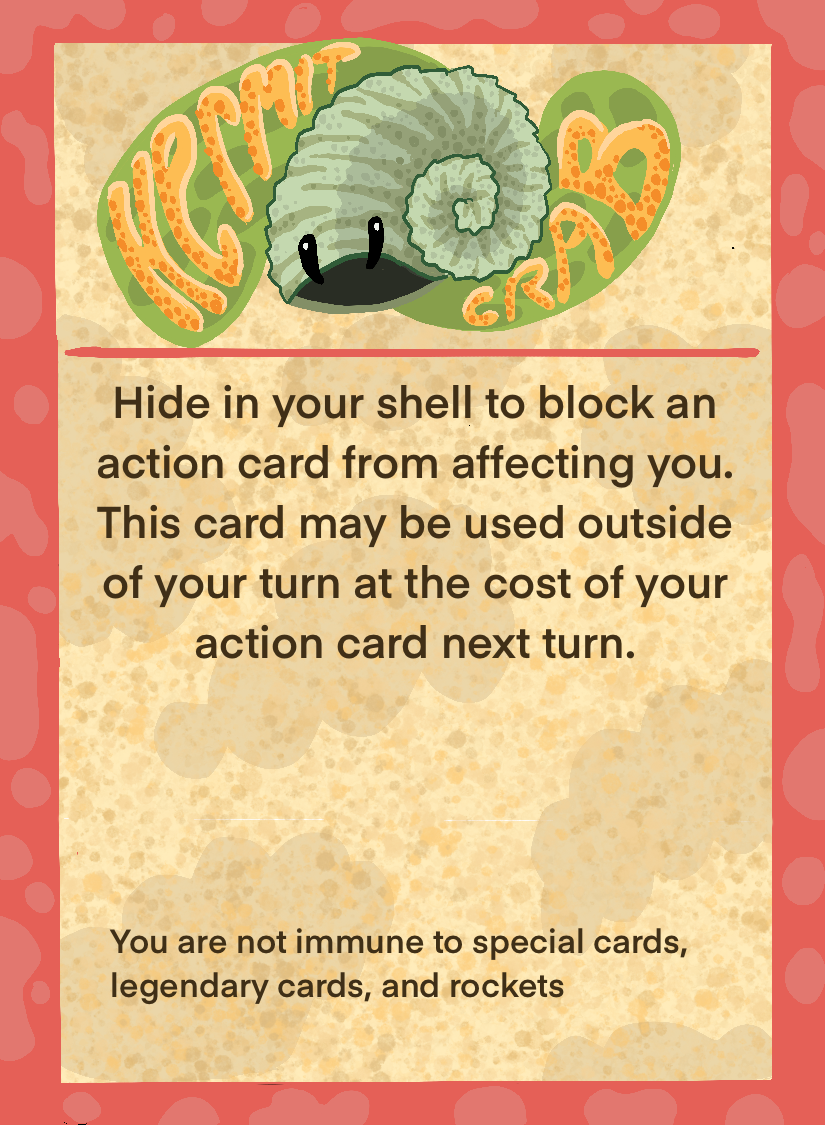 HERMIT
CRAB
Hide in your shell to block an
action card from affecting you.
This card may be used outside
of your turn at the cost of your
action card next turn.
You are not immune to special cards,
legendary cards, and rockets